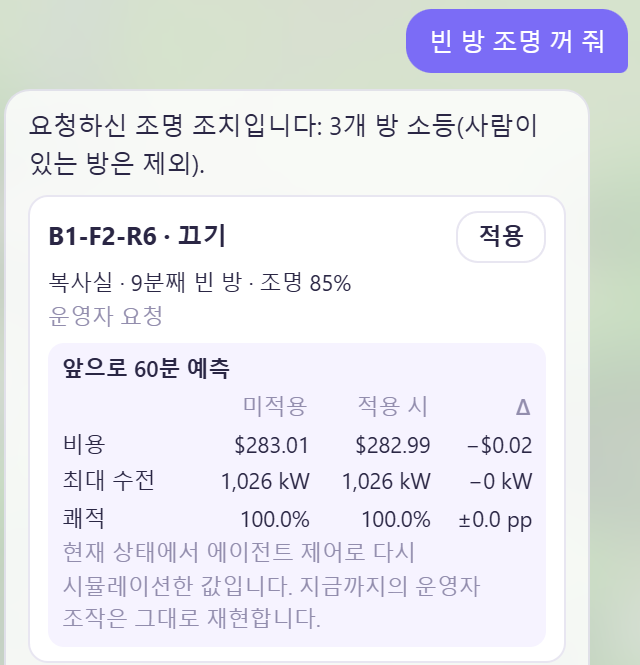 빈 방 조명 꺼 줘
요청하신 조명 조치입니다: 3개 방 소등(사람이
있는 방은 제외).
B1-F2-R6 · 끄기
적용
복사실 · 9분째 빈 방 · 조명 85%
운영자 요청
앞으로 60분 예측
미적용 적용 시 Δ
비용 $283.01 $282.99 −$0.02
최대 수전 1,026 kW 1,026 kW −0 kW
쾌적 100.0% 100.0% ±0.0 pp
현재 상태에서 에이전트 제어로 다시
시뮬레이션한 값입니다. 지금까지의 운영자
조작은 그대로 재현합니다.